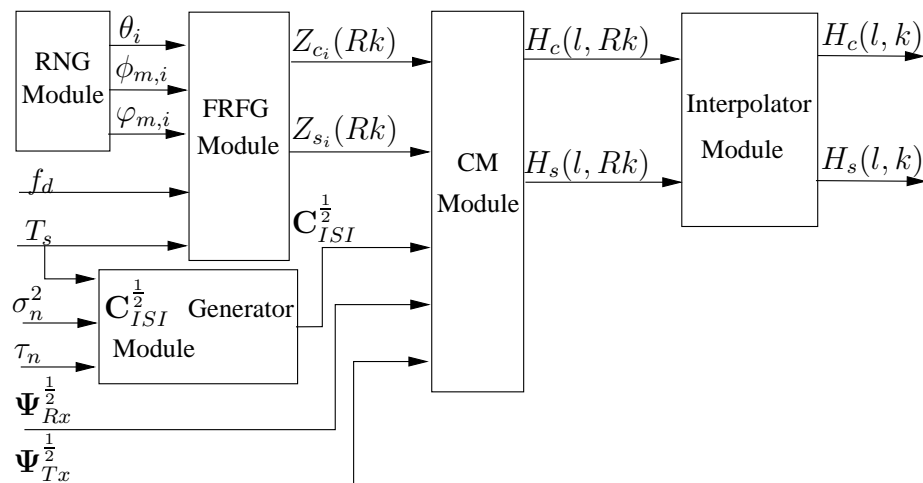 RNG
Module
θ_i
ϕ_{m,i}
φ_{m,i}
f_d
T_s
FRFG
Module
Z_{c_i}(Rk)
Z_{s_i}(Rk)
C_{ISI}^{1/2}
σ_n^2
τ_n
C_{ISI}^{1/2} Generator
Module
Ψ_{Rx}^{1/2}
Ψ_{Tx}^{1/2}
CM
Module
H_c(l, Rk)
H_s(l, Rk)
Interpolator
Module
H_c(l, k)
H_s(l, k)